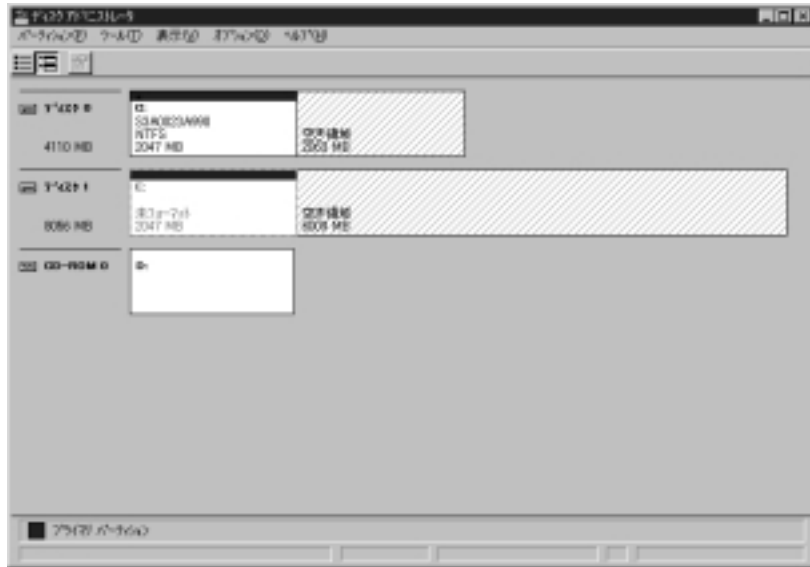 ディスク アドミニストレータ
パーティション(P) ツール(T) 表示(V) オプション(O) ヘルプ(H)
ディスク 0
4110 MB
C:
NTFS
2047 MB
空き領域
2063 MB
ディスク 1
8056 MB
未フォーマット
2047 MB
空き領域
6009 MB
CD-ROM 0
D:
プライマリ パーティション